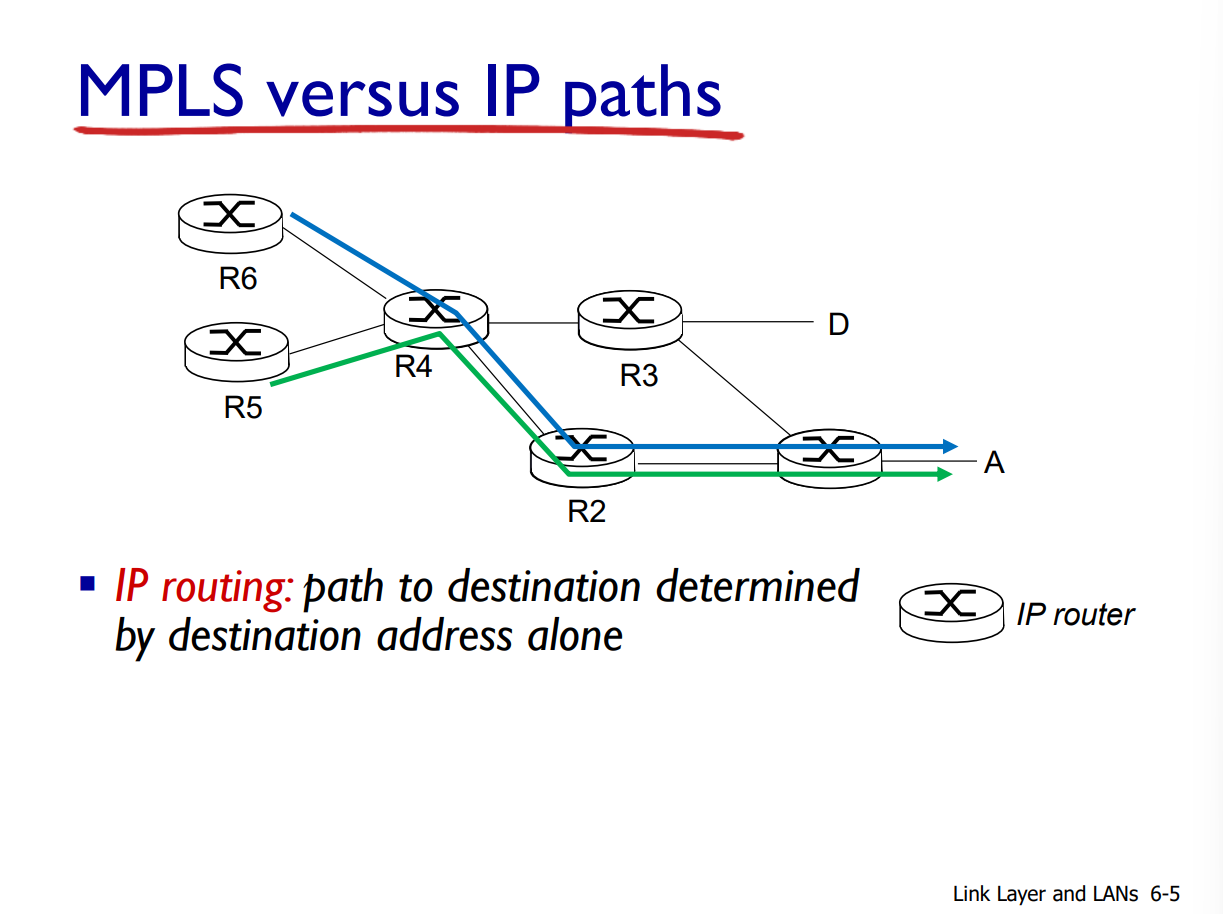 MPLS versus IP paths
R6
R5
R4
R3
D
R2
A
IP routing: path to destination determined
by destination address alone
IP router
Link Layer and LANs 6-5